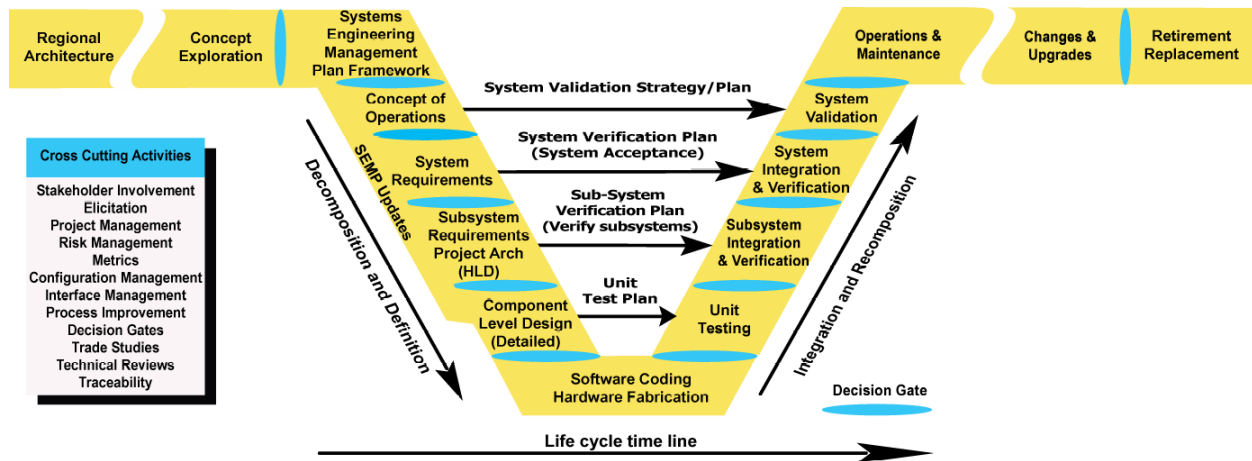 Regional
Architecture
Concept
Exploration
Systems
Engineering
Management
Plan Framework
Concept of
Operations
SEMP Updates
System
Requirements
Subsystem
Requirements
Project Arch
(HLD)
Component
Level Design
(Detailed)
Software Coding
Hardware Fabrication
Unit
Testing
Subsystem
Integration
& Verification
System
Integration
& Verification
System
Validation
Operations &
Maintenance
Changes &
Upgrades
Retirement
Replacement
System Validation Strategy/Plan
System Verification Plan
(System Acceptance)
Sub-System
Verification Plan
(Verify subsystems)
Unit
Test Plan
Decomposition and Definition
Integration and Recomposition
Cross Cutting Activities
Stakeholder Involvement
Elicitation
Project Management
Risk Management
Metrics
Configuration Management
Interface Management
Process Improvement
Decision Gates
Trade Studies
Technical Reviews
Traceability
Decision Gate
Life cycle time line